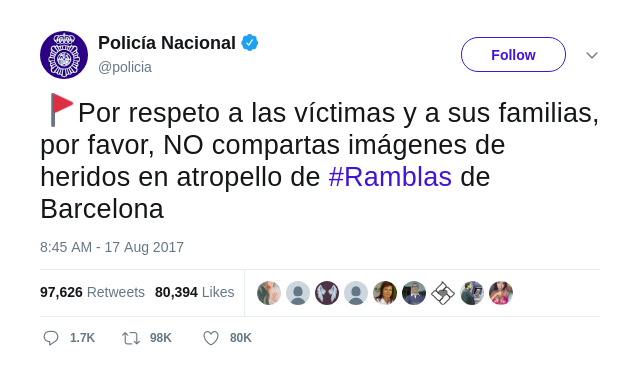 Policía Nacional
@policia
Follow
Por respeto a las víctimas y a sus familias,
por favor, NO compartas imágenes de
heridos en atropello de #Ramblas de
Barcelona
8:45 AM - 17 Aug 2017
97,626 Retweets 80,394 Likes
1.7K 98K 80K